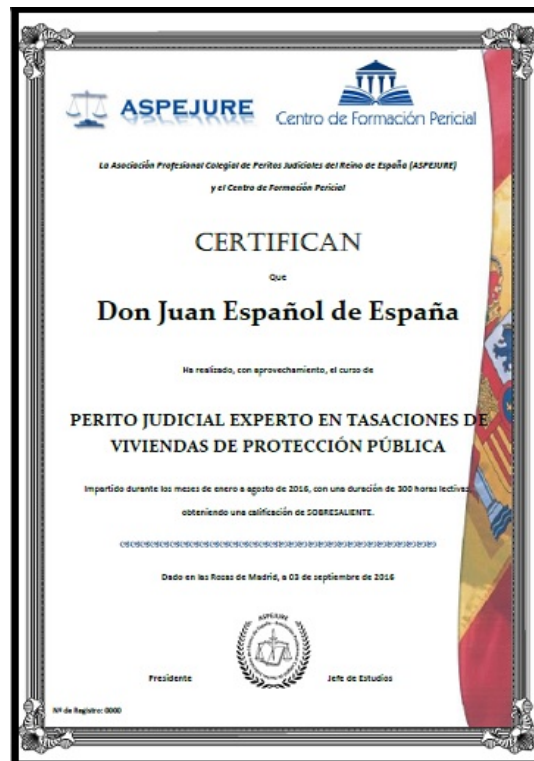 ASPEJURE
Centro de Formación Pericial
La Asociación Profesional Colegial de Peritos Judiciales del Reino de España (ASPEJURE)
y el Centro de Formación Pericial
CERTIFICAN
Que
Don Juan Español de España
Ha realizado, con aprovechamiento, el curso de
PERITO JUDICIAL EXPERTO EN TASACIONES DE
VIVIENDAS DE PROTECCIÓN PÚBLICA
Impartido durante los meses de enero a agosto de 2016, con una duración de 300 horas lectivas,
obteniendo una calificación de SOBRESALIENTE.
Dado en las Rosas de Madrid, a 03 de septiembre de 2016
ASPEJURE
Presidente
Jefe de Estudios
Nº de Registro: 0000